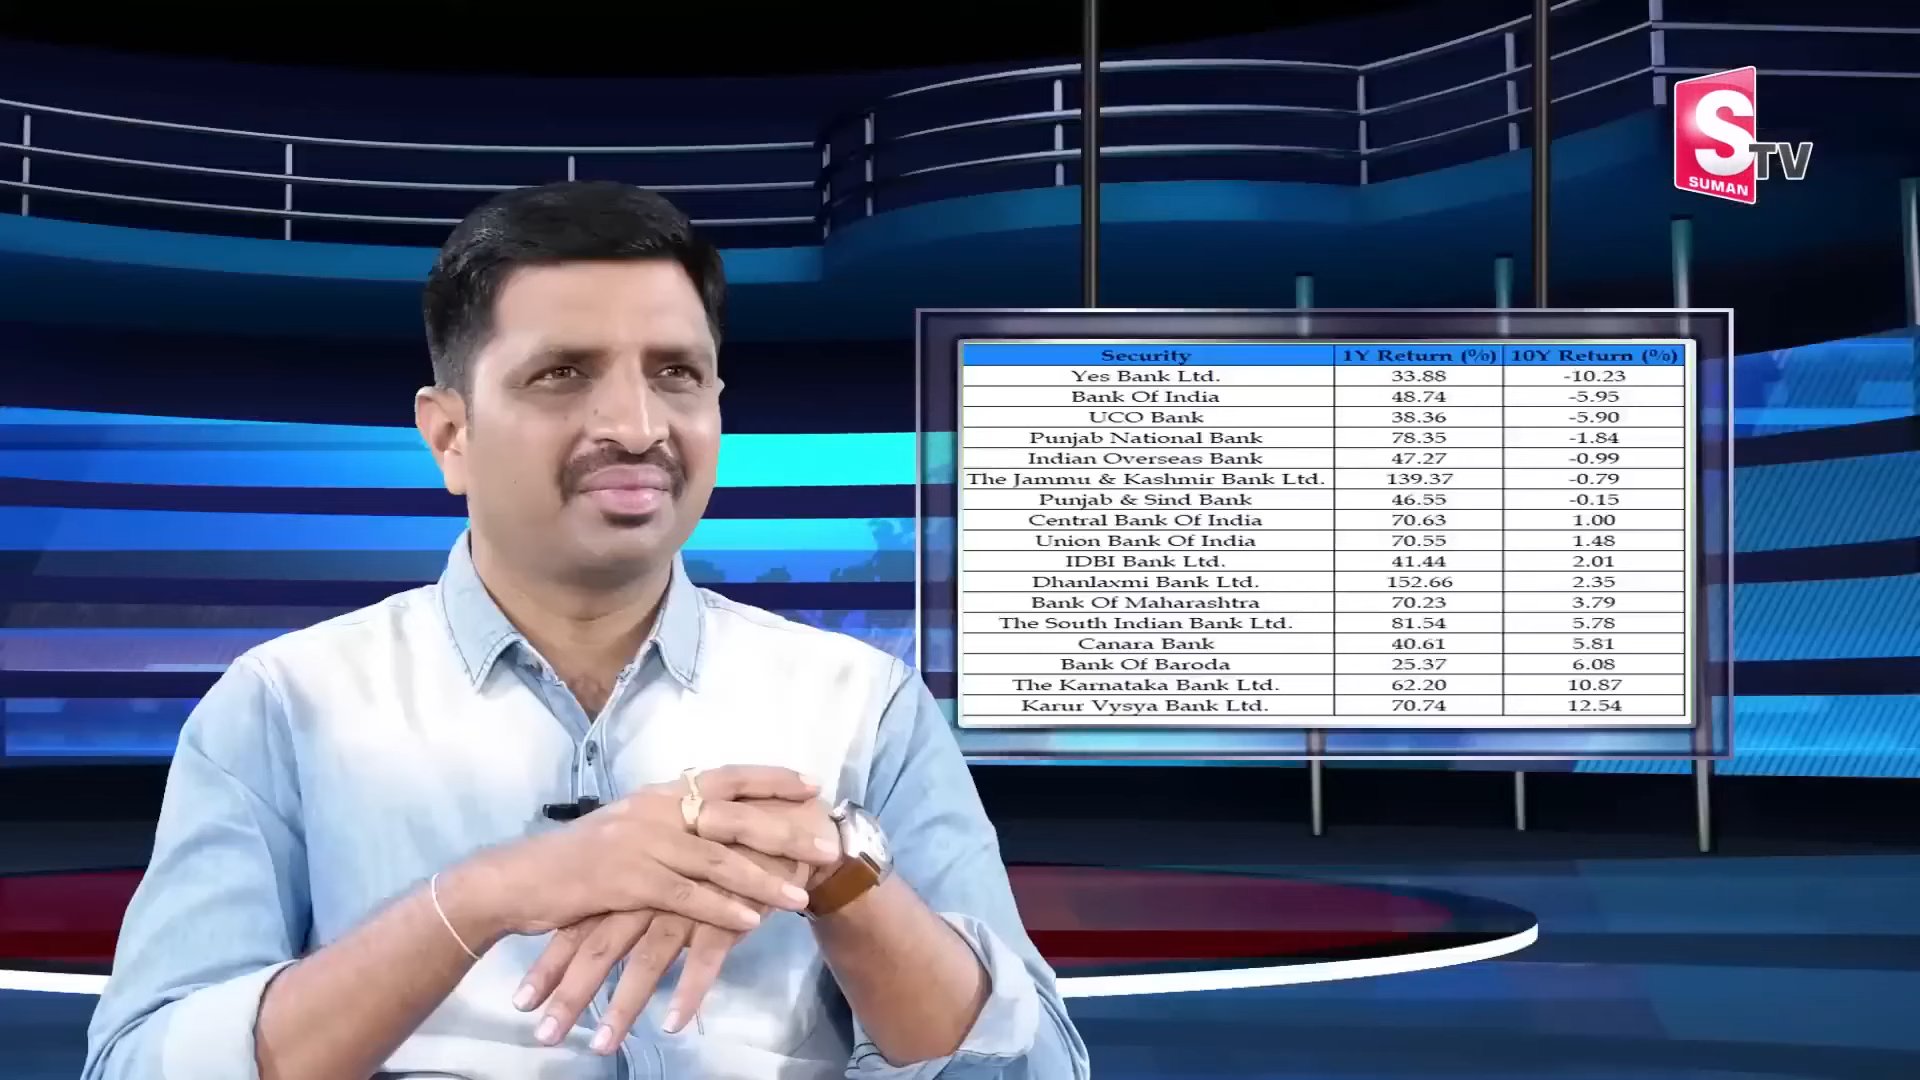 S TV
SUMAN
Security 1Y Return (%) 10Y Return (%)
Yes Bank Ltd. 33.88 -10.23
Bank Of India 48.74 -5.95
UCO Bank 38.36 -5.90
Punjab National Bank 78.35 -1.84
Indian Overseas Bank 47.27 -0.99
The Jammu & Kashmir Bank Ltd. 139.37 -0.79
Punjab & Sind Bank 46.55 -0.15
Central Bank Of India 70.63 1.00
Union Bank Of India 70.55 1.48
IDBI Bank Ltd. 41.44 2.01
Dhanlaxmi Bank Ltd. 152.66 2.35
Bank Of Maharashtra 70.23 3.79
The South Indian Bank Ltd. 81.54 5.78
Canara Bank 40.61 5.81
Bank Of Baroda 25.37 6.08
The Karnataka Bank Ltd. 62.20 10.87
Karur Vysya Bank Ltd. 70.74 12.54